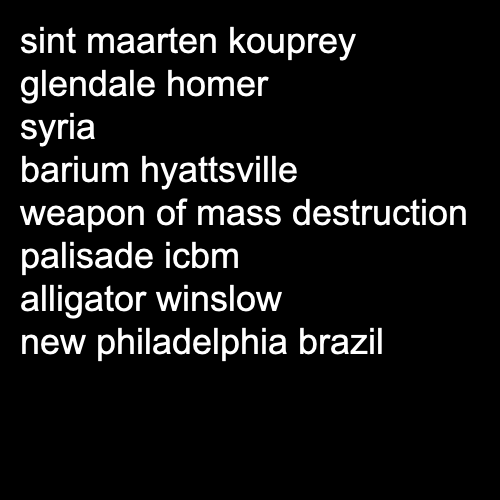 sint maarten kouprey
glendale homer
syria
barium hyattsville
weapon of mass destruction
palisade icbm
alligator winslow
new philadelphia brazil